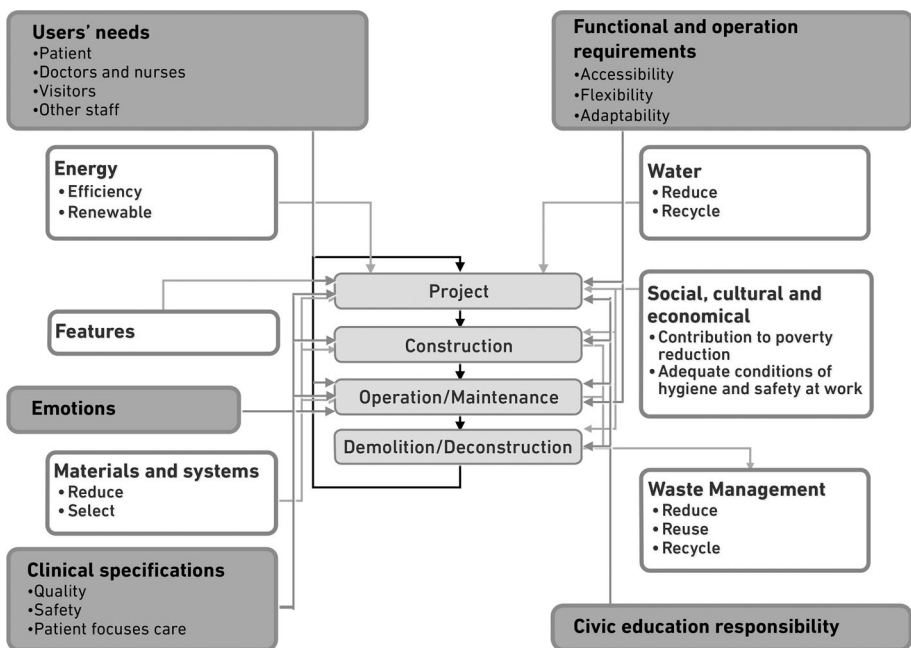 Users' needs
•Patient
•Doctors and nurses
•Visitors
•Other staff
Functional and operation
requirements
•Accessibility
•Flexibility
•Adaptability
Energy
• Efficiency
• Renewable
Water
• Reduce
• Recycle
Project
Features
Social, cultural and
economical
• Contribution to poverty
reduction
• Adequate conditions of
hygiene and safety at work
Construction
Operation/Maintenance
Emotions
Demolition/Deconstruction
Materials and systems
• Reduce
• Select
Waste Management
• Reduce
• Reuse
• Recycle
Clinical specifications
•Quality
•Safety
•Patient focuses care
Civic education responsibility